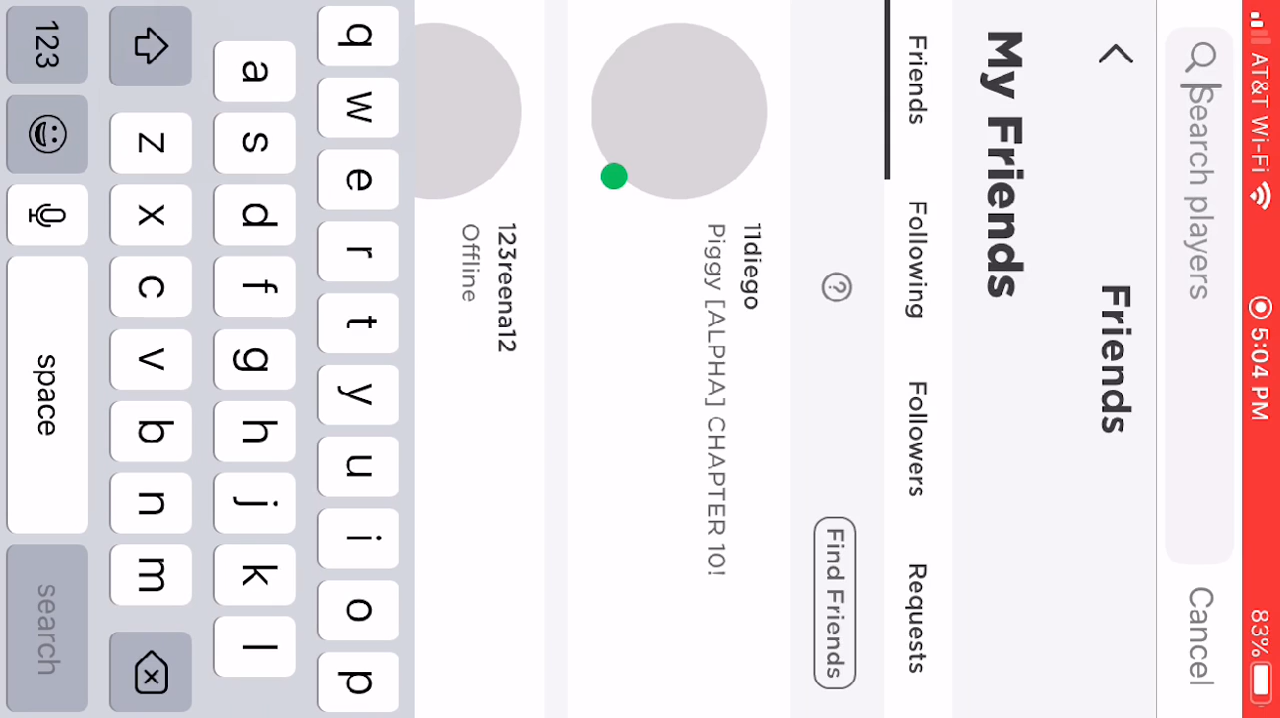 AT&T Wi-Fi 5:04 PM 83%
Search players Cancel
Friends
My Friends
Friends Following Followers Requests
Find Friends
11diego
Piggy [ALPHA] CHAPTER 10!
123reena12
Offline
q w e r t y u i o p
a s d f g h j k l
z x c v b n m
123 space search